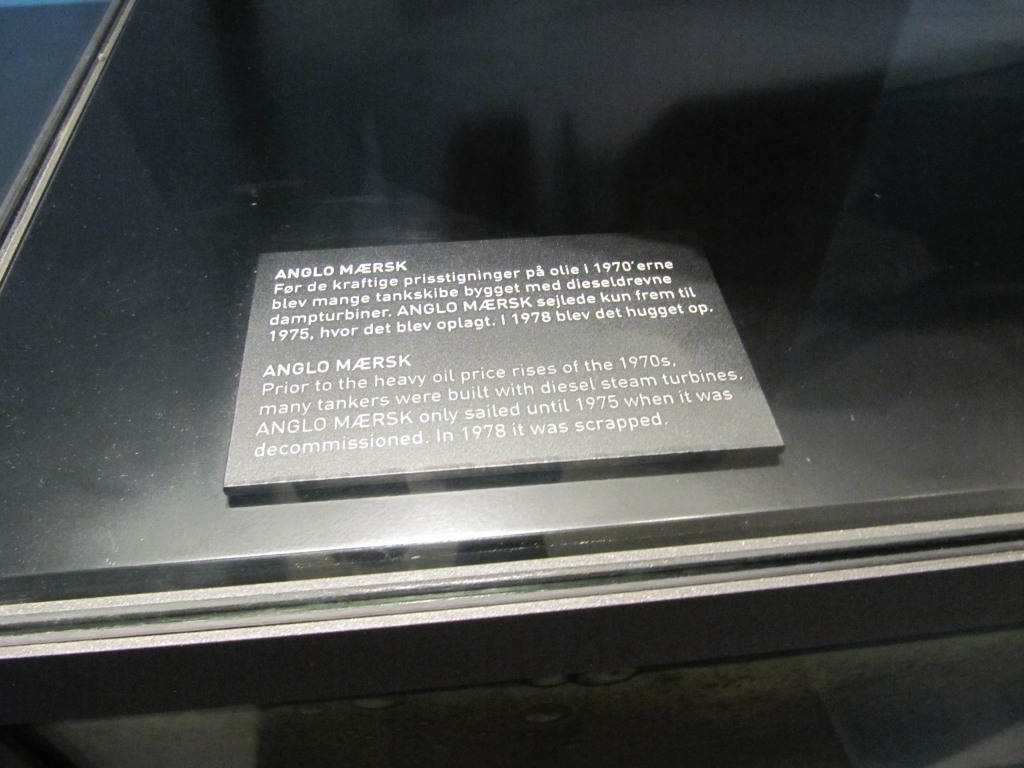 ANGLO MÆRSK
Før de kraftige prisstigninger på olie i 1970'erne
blev mange tankskibe bygget med dieseldrevne
dampturbiner. ANGLO MÆRSK sejlede kun frem til
1975, hvor det blev oplagt. I 1978 blev det hugget op.
ANGLO MÆRSK
Prior to the heavy oil price rises of the 1970s,
many tankers were built with diesel steam turbines.
ANGLO MÆRSK only sailed until 1975 when it was
decommissioned. In 1978 it was scrapped.